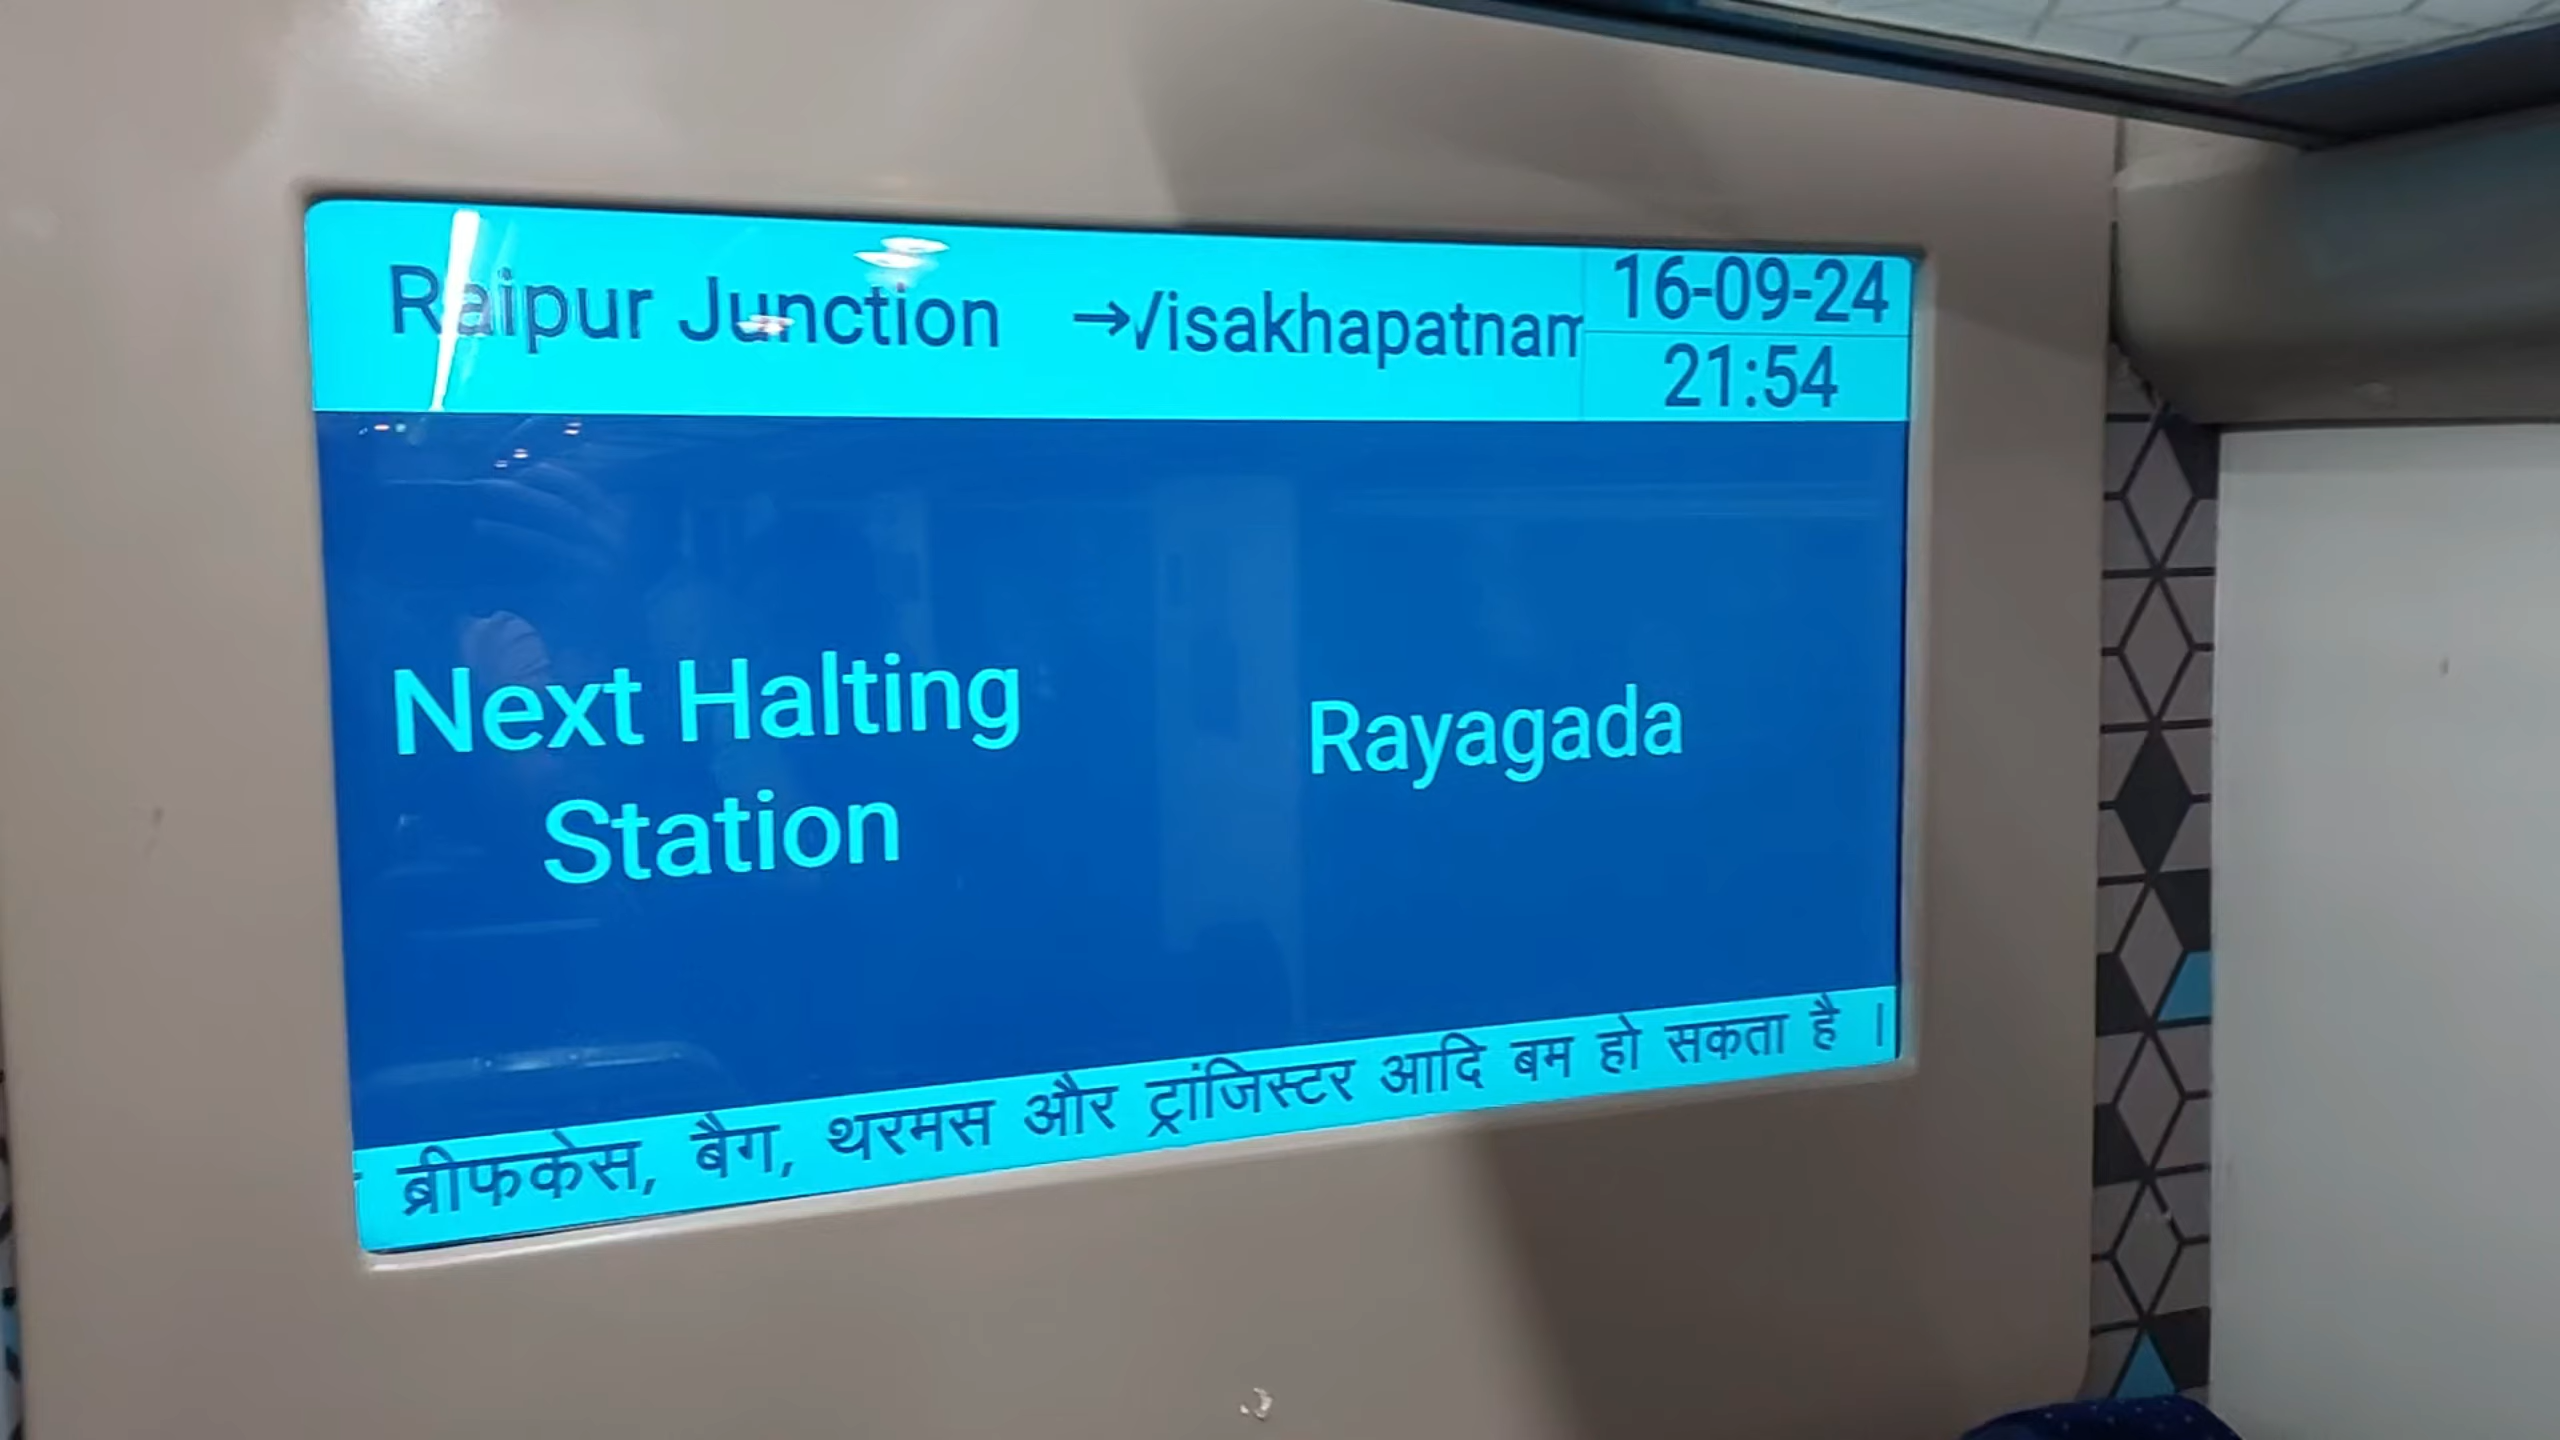 Raipur Junction →Visakhapatnam
16-09-24
21:54
Next Halting
Station
Rayagada
ब्रीफकेस, बैग, थरमस और ट्रांजिस्टर आदि बम हो सकता है ।